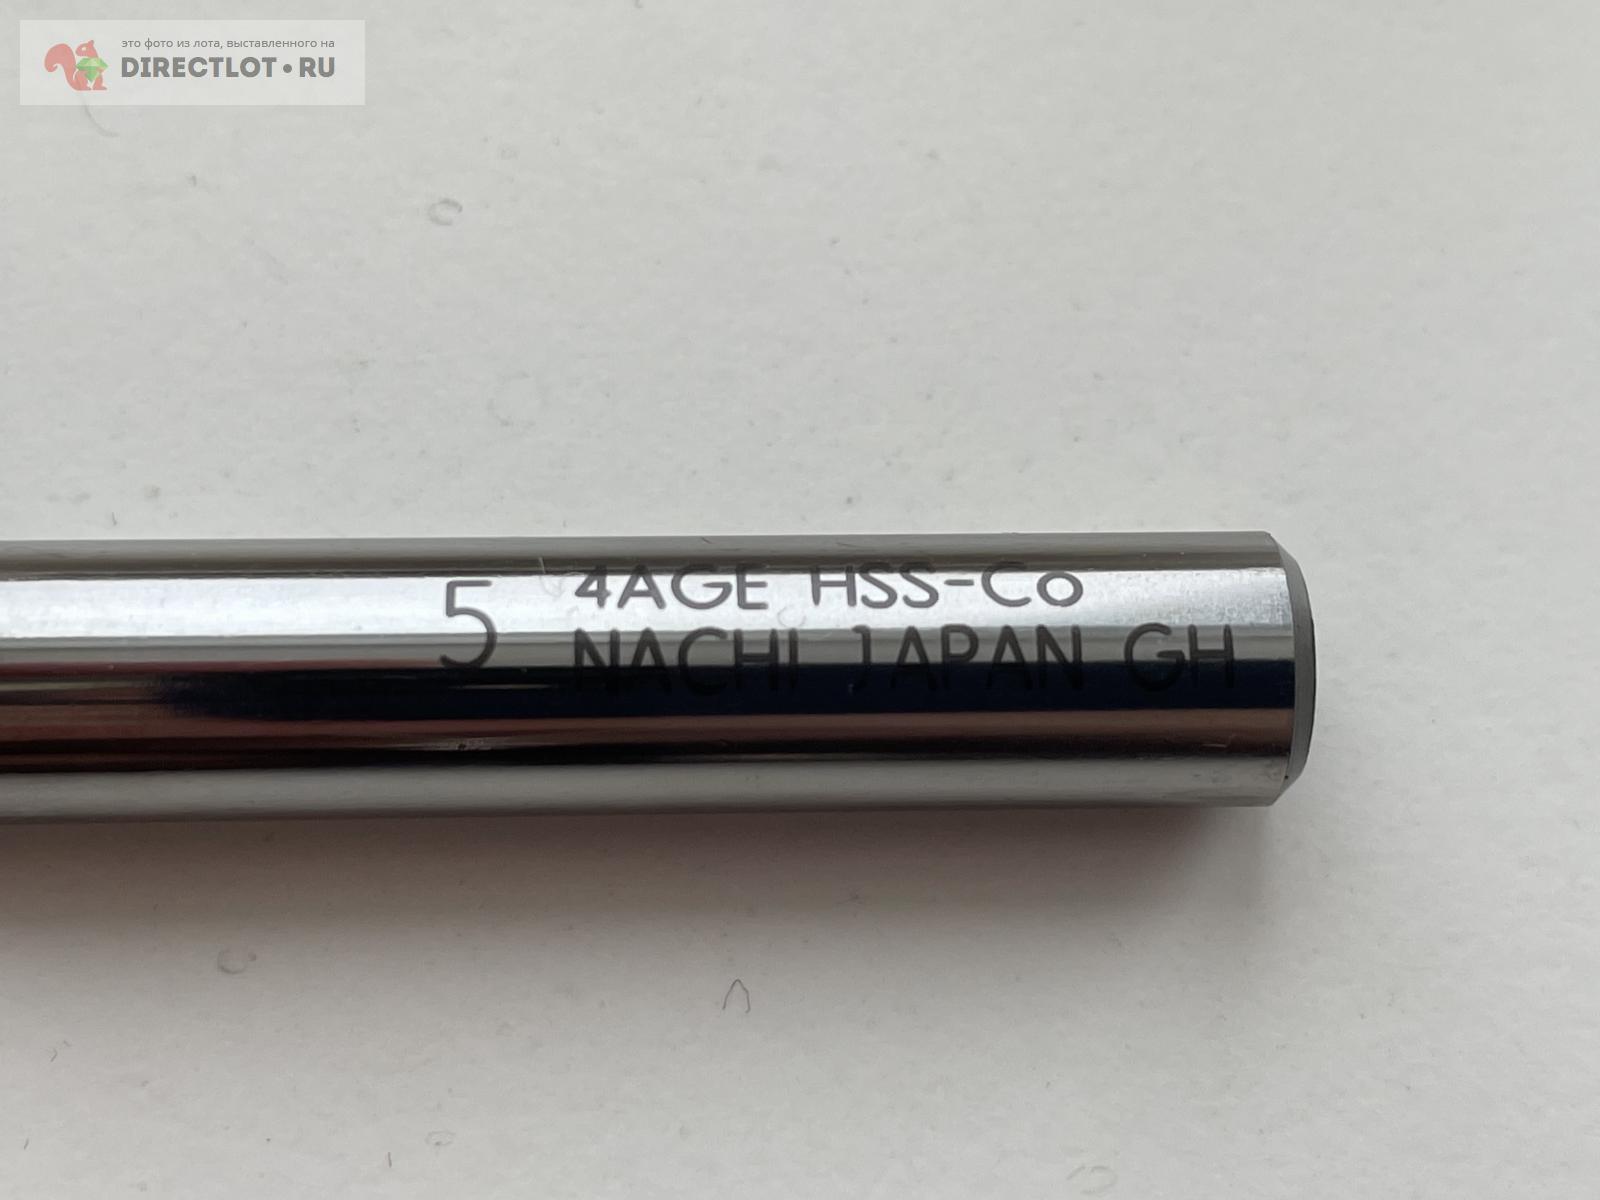 это фото из лота, выставленного на
DIRECTLOT•RU
5 4AGE HSS-Co
NACHI JAPAN GH